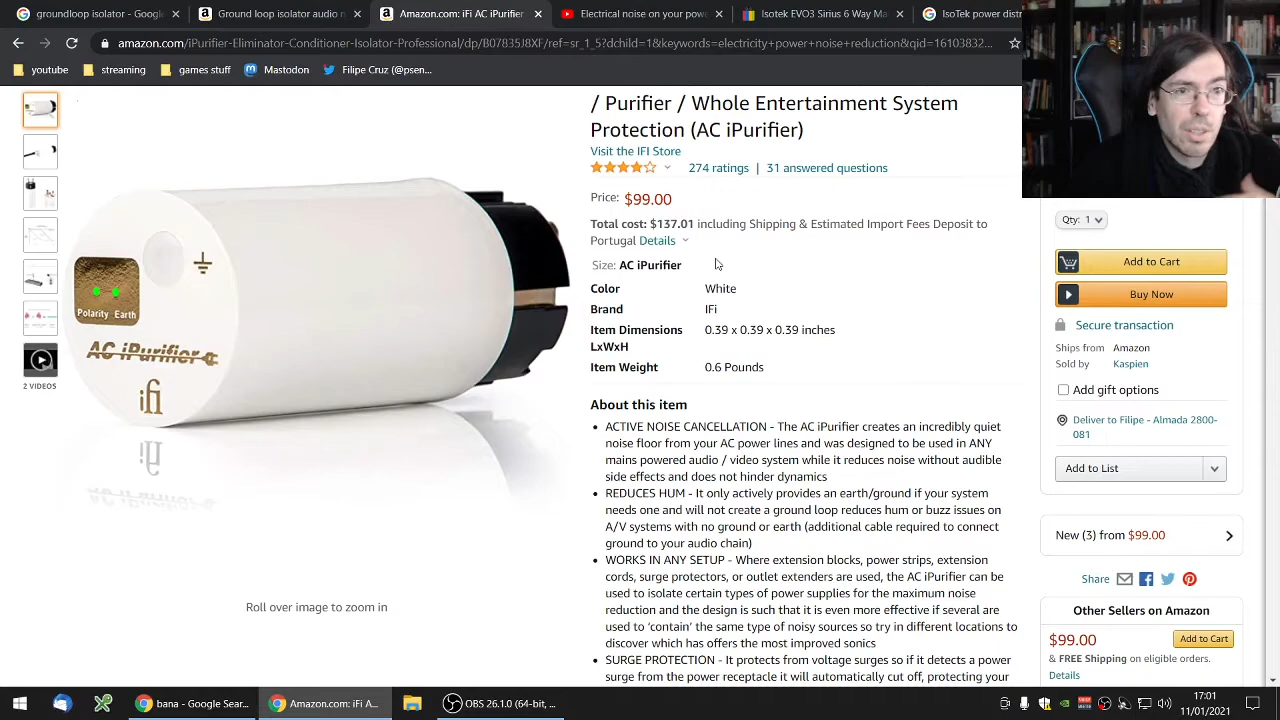 ground loop isolator - Google
Ground loop isolator audio n
Amazon.com: iFi AC iPurifier
Electrical noise on your power
Isotek EVO3 Sirius 6 Way Ma
IsoTek power distr
amazon.com/iPurifier-Eliminator-Conditioner-Isolator-Professional/dp/B07835J8XF/ref=sr_1_5?dchild=1&keywords=electricity+power+noise+reduction&qid=16103832...
youtube
streaming
games stuff
Mastodon
Filipe Cruz (@psen...
/ Purifier / Whole Entertainment System
Protection (AC iPurifier)
Visit the IFI Store
274 ratings | 31 answered questions
Price: $99.00
Total cost: $137.01 including Shipping & Estimated Import Fees Deposit to
Portugal Details
Size: AC iPurifier
Color White
Brand IFi
Item Dimensions 0.39 x 0.39 x 0.39 inches
LxWxH
Item Weight 0.6 Pounds
About this item
• ACTIVE NOISE CANCELLATION - The AC iPurifier creates an incredibly quiet
noise floor from your AC power lines and was designed to be used in ANY
mains powered audio / video system while it reduces noise without audible
side effects and does not hinder dynamics
• REDUCES HUM - It only actively provides an earth/ground if your system
needs one and will not create a ground loop reduces hum or buzz issues on
A/V systems with no ground or earth (additional cable required to connect
ground to your audio chain)
• WORKS IN ANY SETUP - Where extension blocks, power strips, extension
cords, surge protectors, or outlet extenders are used, the AC iPurifier can be
used to isolate certain types of power supplies for the maximum noise
reduction and the design is such that it is even more effective if several are
used to ‘contain’ the same type of noisy sources so try in different locations to
discover which has offers the most improved sonics
• SURGE PROTECTION - It protects from voltage surges so if it detects a power
surge from the power receptacle it will automatically cut off, protecting your
Polarity Earth
AC iPurifier
ifi
2 VIDEOS
Roll over image to zoom in
Qty: 1
Add to Cart
Buy Now
Secure transaction
Ships from Amazon
Sold by Kaspien
Add gift options
Deliver to Filipe - Almada 2800-
081
Add to List
New (3) from $99.00
Share
Other Sellers on Amazon
$99.00
Add to Cart
& FREE Shipping on eligible orders.
Details
bana - Google Sear...
Amazon.com: iFi A...
OBS 26.1.0 (64-bit, ...
17:01
11/01/2021